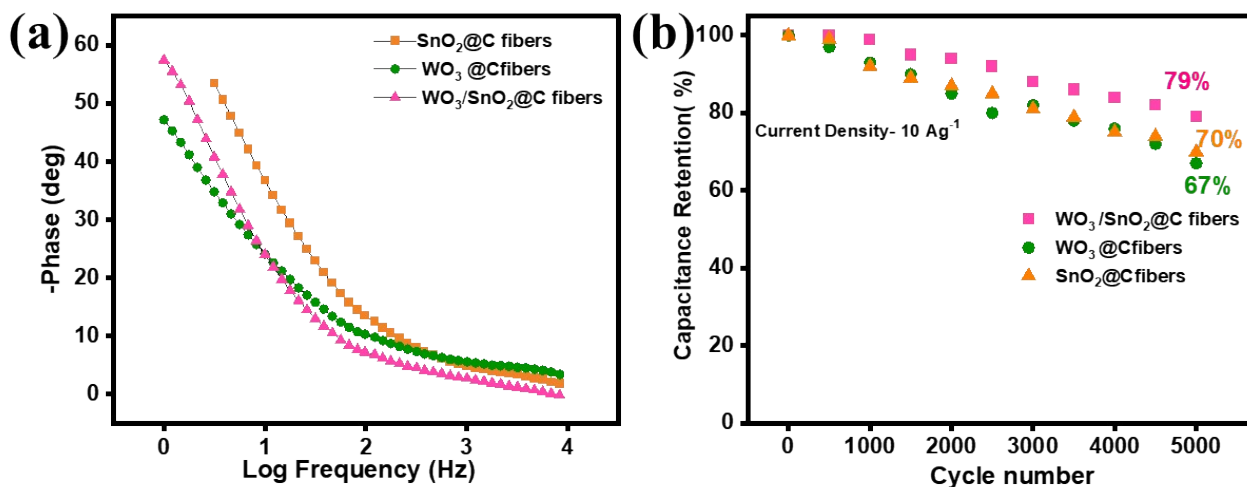 (a)
60
50
40
30
20
10
0
-Phase (deg)
SnO₂@C fibers
WO₃ @Cfibers
WO₃/SnO₂@C fibers
0 1 2 3 4
Log Frequency (Hz)
(b)
100
80
60
40
20
0
Capacitance Retention( %)
79%
70%
67%
Current Density- 10 Ag⁻¹
WO₃/SnO₂@C fibers
WO₃ @Cfibers
SnO₂@Cfibers
0 1000 2000 3000 4000 5000
Cycle number